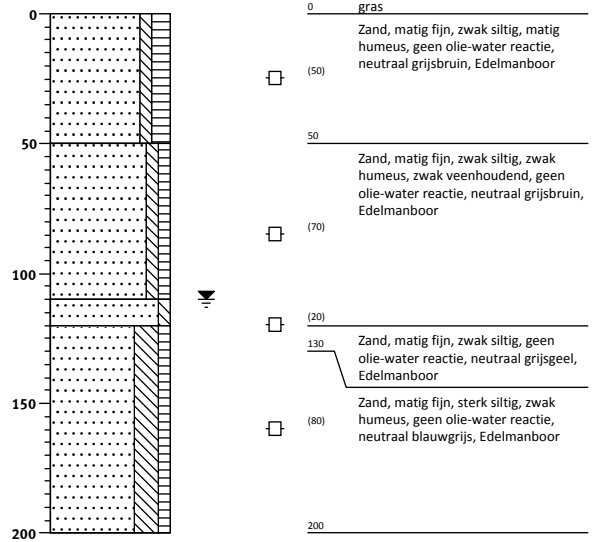 0
50
100
150
200
0 gras
Zand, matig fijn, zwak siltig, matig
humeus, geen olie-water reactie,
neutraal grijsbruin, Edelmanboor
(50)
50
Zand, matig fijn, zwak siltig, zwak
humeus, zwak veenhoudend, geen
olie-water reactie, neutraal grijsbruin,
Edelmanboor
(70)
(20)
130
Zand, matig fijn, zwak siltig, geen
olie-water reactie, neutraal grijsgeel,
Edelmanboor
Zand, matig fijn, sterk siltig, zwak
humeus, geen olie-water reactie,
neutraal blauwgrijs, Edelmanboor
(80)
200